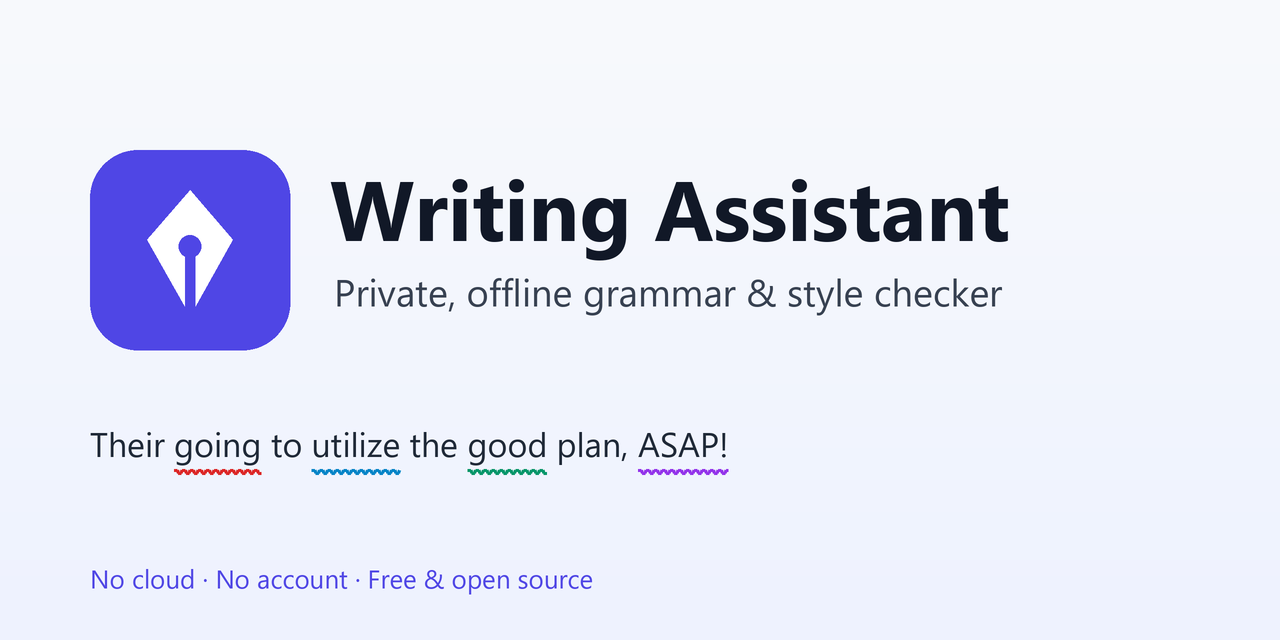 Writing Assistant
Private, offline grammar & style checker
Their going to utilize the good plan, ASAP!
No cloud · No account · Free & open source